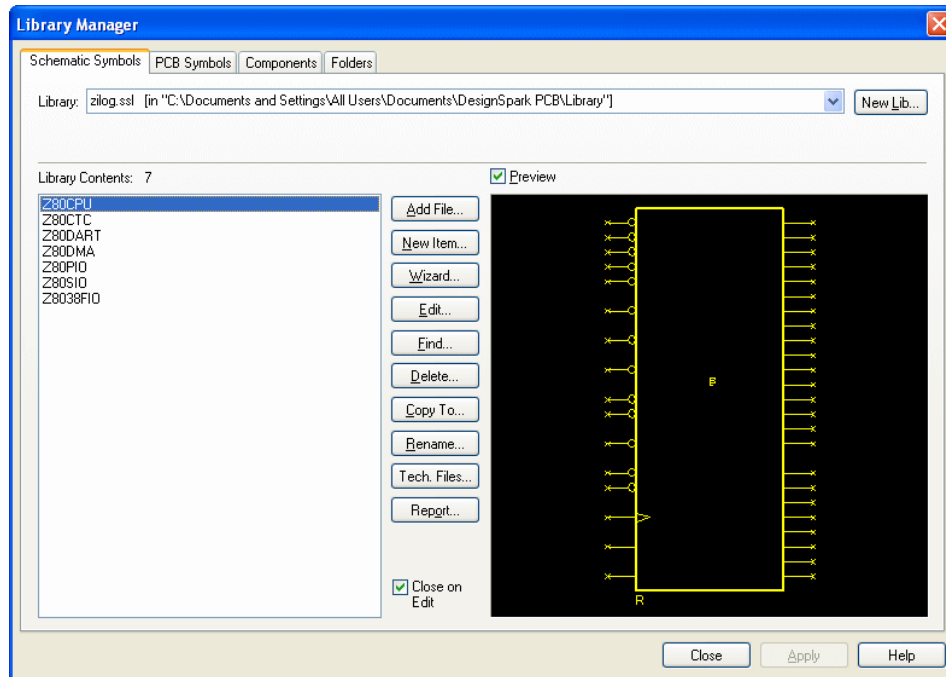 Library Manager
Schematic Symbols PCB Symbols Components Folders
Library: zilog.ssl [in "C:\Documents and Settings\All Users\Documents\DesignSpark PCB\Library"] New Lib...
Library Contents: 7
Preview
Z80CPU
Z80CTC
Z80DART
Z80DMA
Z80PIO
Z80SIO
Z8038FIO
Add File...
New Item...
Wizard...
Edit...
Find...
Delete...
Copy To...
Rename...
Tech. Files...
Report...
Close on
Edit
R
Close Apply Help